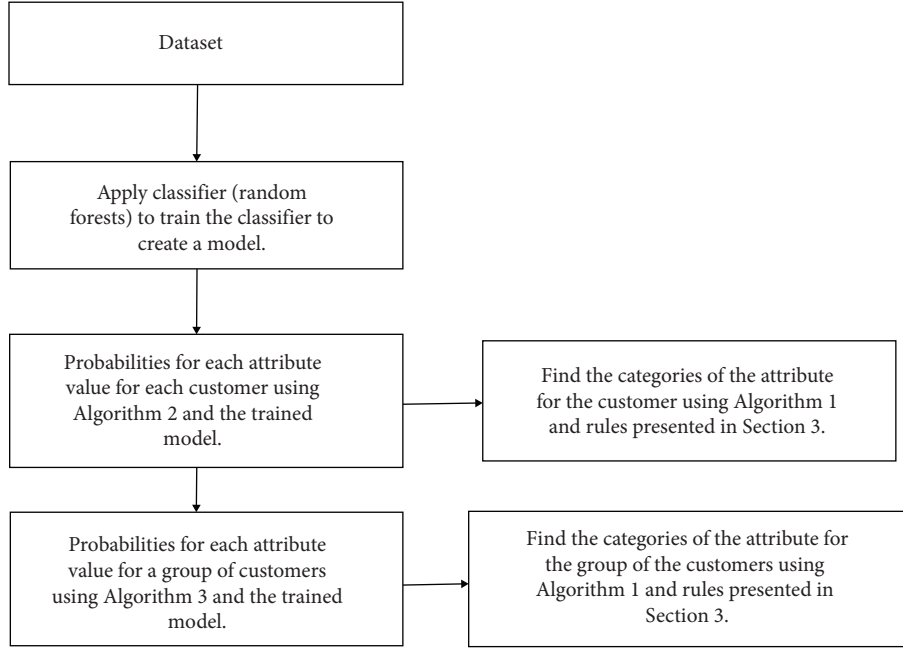 Dataset
Apply classifier (random
forests) to train the classifier to
create a model.
Probabilities for each attribute
value for each customer using
Algorithm 2 and the trained
model.
Find the categories of the attribute
for the customer using Algorithm 1
and rules presented in Section 3.
Probabilities for each attribute
value for a group of customers
using Algorithm 3 and the trained
model.
Find the categories of the attribute for
the group of the customers using
Algorithm 1 and rules presented in
Section 3.